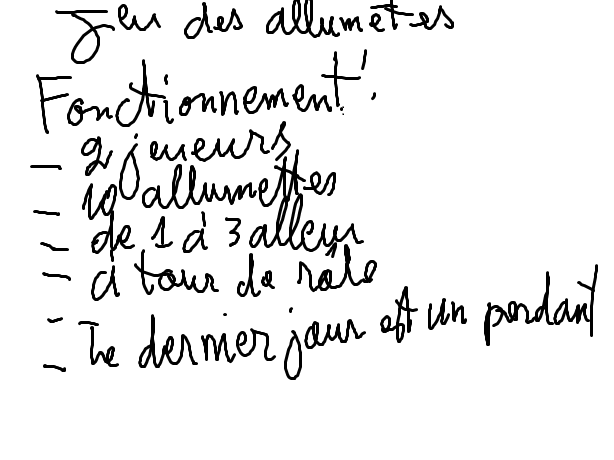 Jeu des allumettes
Fonctionnement :
- 2 joueurs
- 10 allumettes
- de 1 à 3 alleur
- à tour de rôle
-
- The dernier jour est un perdant